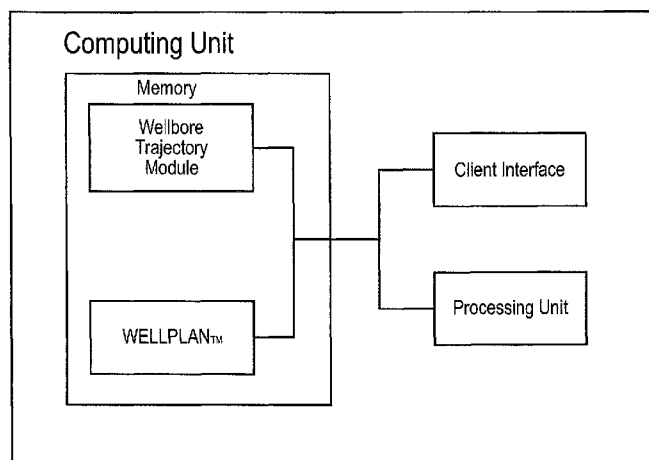 Computing Unit
Memory
Wellbore
Trajectory
Module
Client Interface
Processing Unit
WELLPLAN™